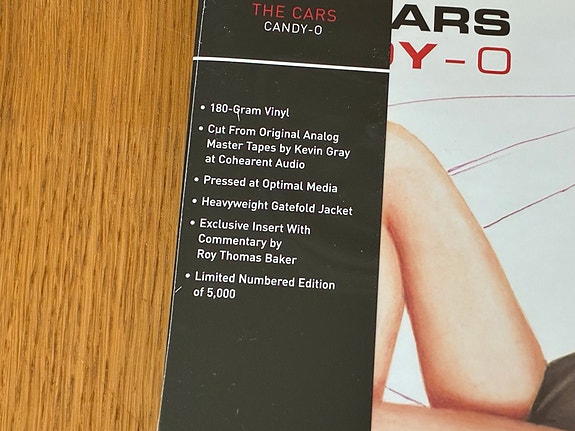 THE CARS
CANDY-O
• 180-Gram Vinyl
• Cut From Original Analog
Master Tapes by Kevin Gray
at Cohearent Audio
• Pressed at Optimal Media
• Heavyweight Gatefold Jacket
• Exclusive Insert With
Commentary by
Roy Thomas Baker
• Limited Numbered Edition
of 5,000
ARS
DY-O